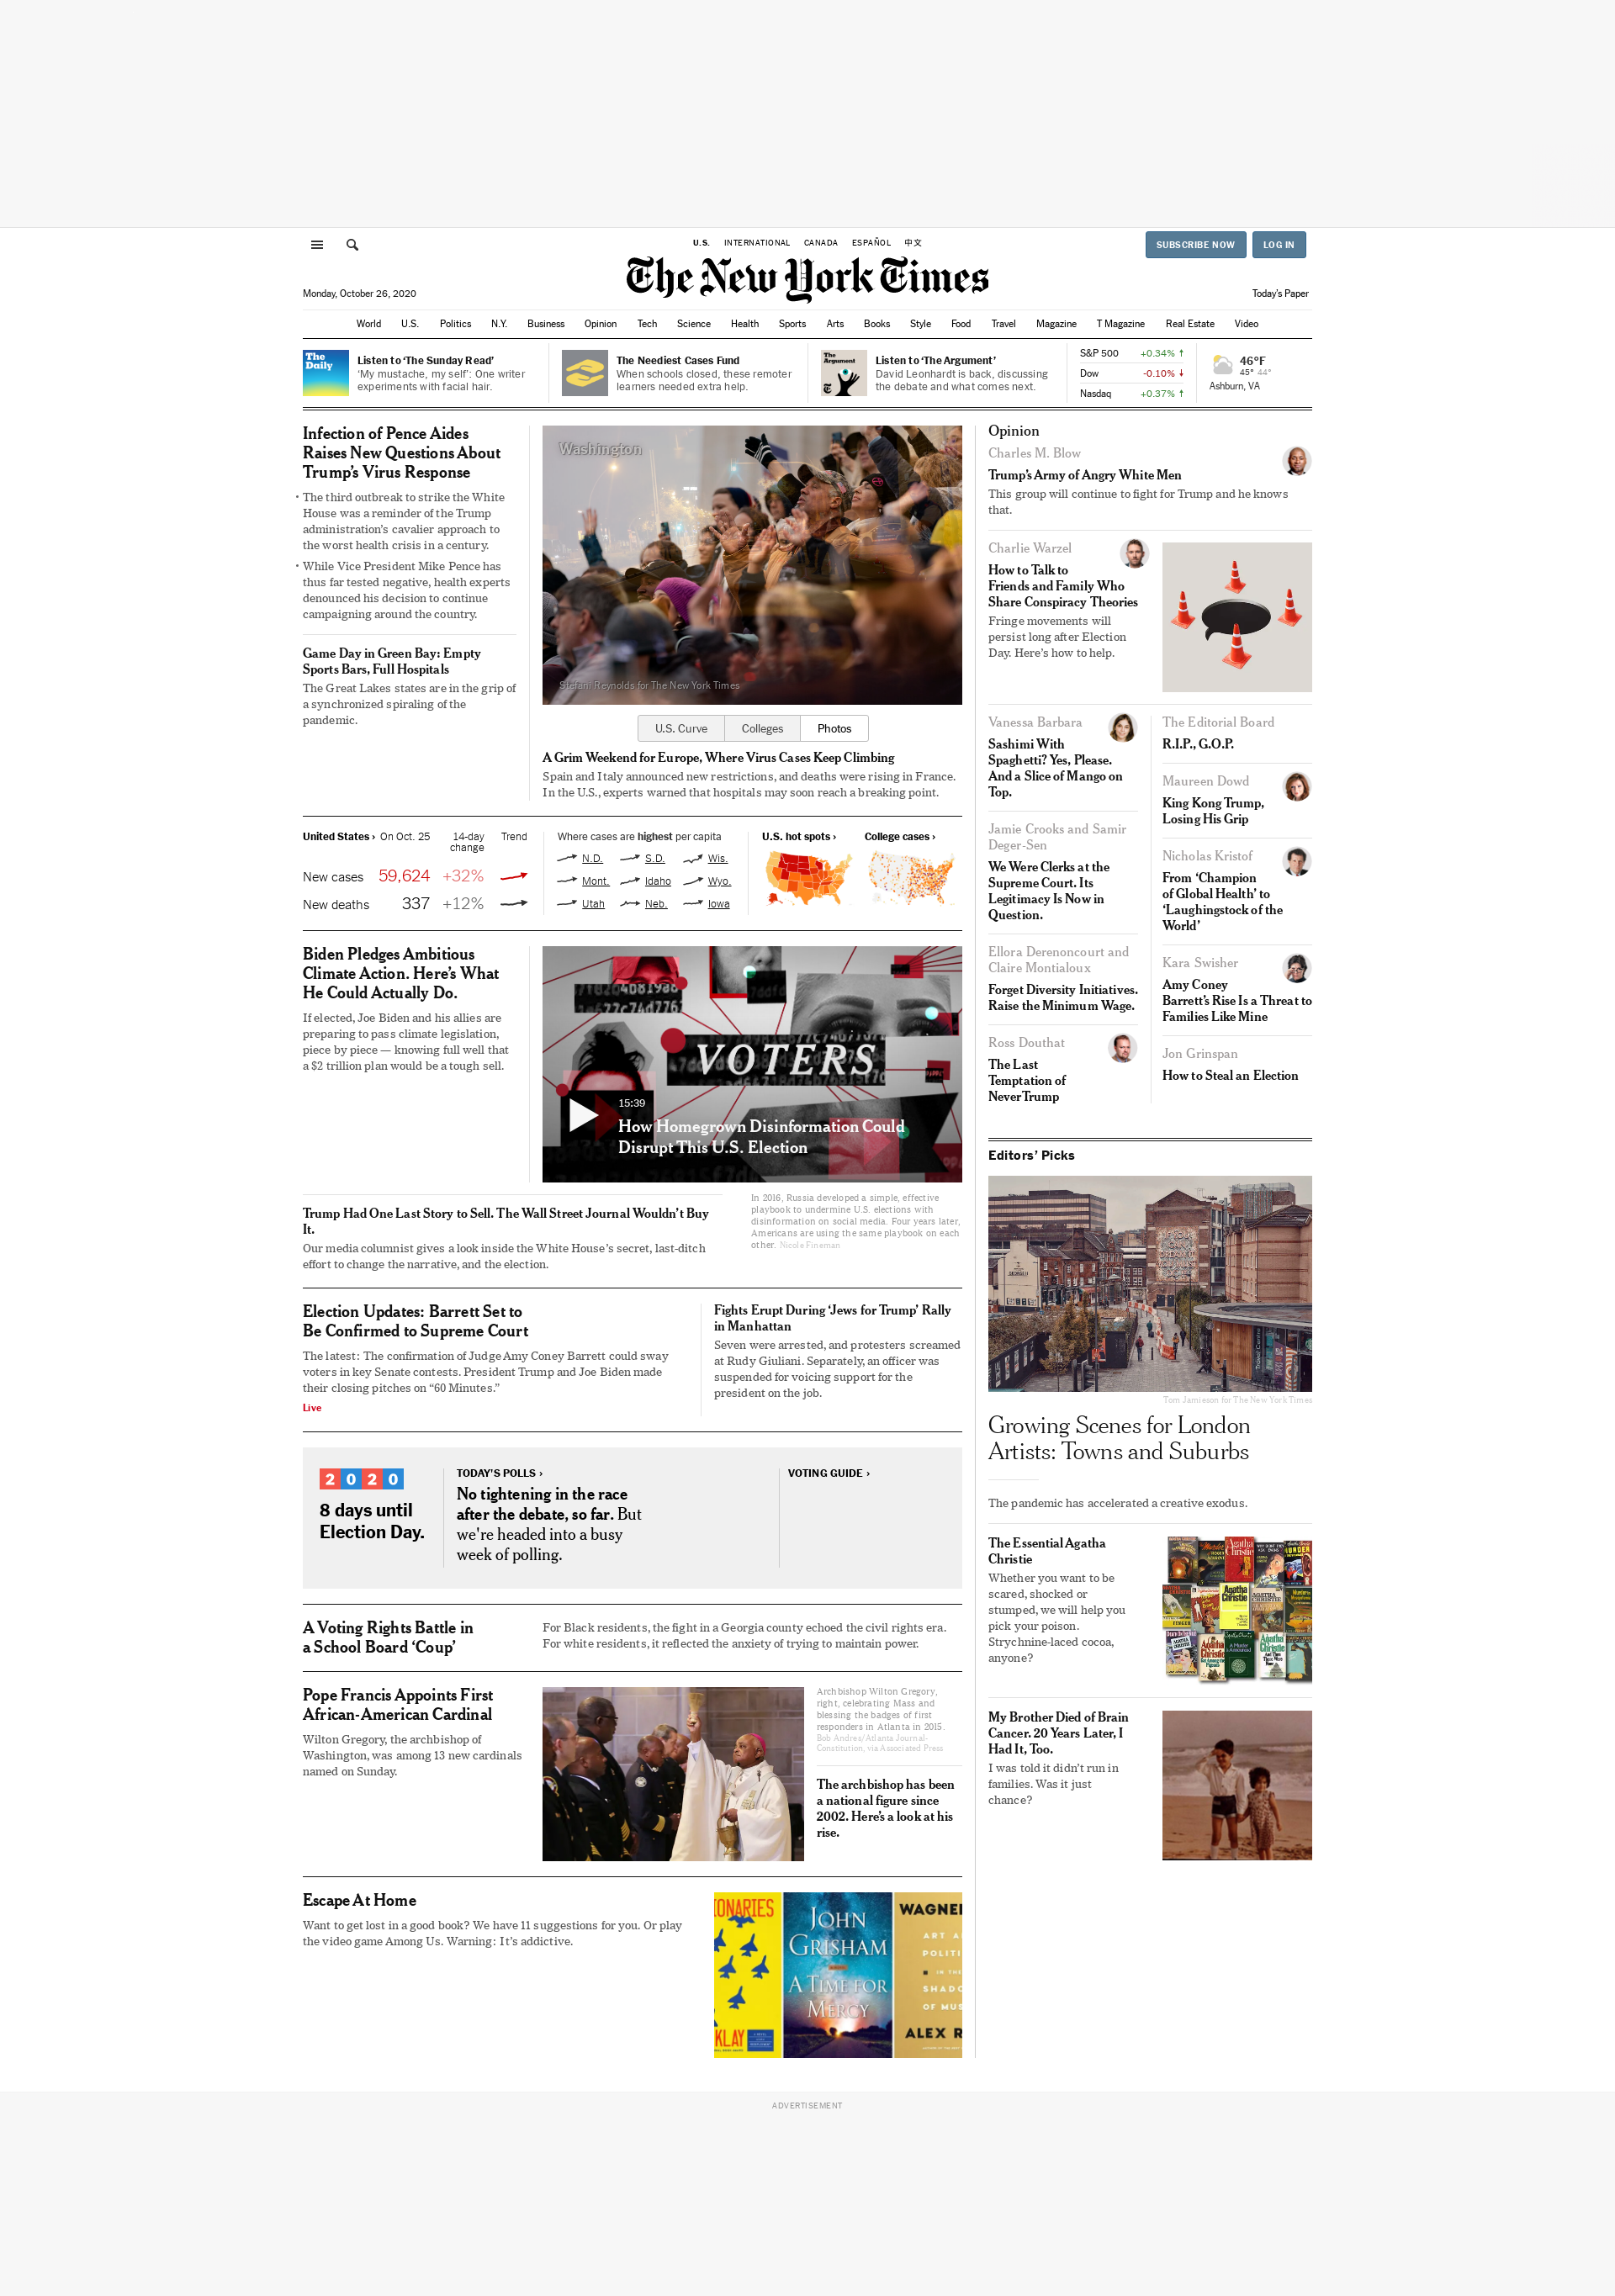 U.S. INTERNATIONAL CANADA ESPAÑOL 中文
SUBSCRIBE NOW LOG IN
The New York Times
Monday, October 26, 2020
Today's Paper
World U.S. Politics N.Y. Business Opinion Tech Science Health Sports Arts Books Style Food Travel Magazine T Magazine Real Estate Video
The
Daily
Listen to ‘The Sunday Read’
‘My mustache, my self’: One writer
experiments with facial hair.
The Neediest Cases Fund
When schools closed, these remoter
learners needed extra help.
The
Argument
Listen to ‘The Argument’
David Leonhardt is back, discussing
the debate and what comes next.
S&P 500 +0.34%
Dow -0.10%
Nasdaq +0.37%
46°F
45° 44°
Ashburn, VA
Infection of Pence Aides
Raises New Questions About
Trump’s Virus Response
• The third outbreak to strike the White
House was a reminder of the Trump
administration’s cavalier approach to
the worst health crisis in a century.
• While Vice President Mike Pence has
thus far tested negative, health experts
denounced his decision to continue
campaigning around the country.
Game Day in Green Bay: Empty
Sports Bars, Full Hospitals
The Great Lakes states are in the grip of
a synchronized spiraling of the
pandemic.
Washington
Stefani Reynolds for The New York Times
U.S. Curve Colleges Photos
A Grim Weekend for Europe, Where Virus Cases Keep Climbing
Spain and Italy announced new restrictions, and deaths were rising in France.
In the U.S., experts warned that hospitals may soon reach a breaking point.
United States › On Oct. 25 14-day
change Trend
New cases 59,624 +32%
New deaths 337 +12%
Where cases are highest per capita
N.D. S.D. Wis.
Mont. Idaho Wyo.
Utah Neb. Iowa
U.S. hot spots › College cases ›
Biden Pledges Ambitious
Climate Action. Here’s What
He Could Actually Do.
If elected, Joe Biden and his allies are
preparing to pass climate legislation,
piece by piece — knowing full well that
a $2 trillion plan would be a tough sell.
VOTERS
15:39
How Homegrown Disinformation Could
Disrupt This U.S. Election
In 2016, Russia developed a simple, effective
playbook to undermine U.S. elections with
disinformation on social media. Four years later,
Americans are using the same playbook on each
other. Nicole Fineman
Trump Had One Last Story to Sell. The Wall Street Journal Wouldn’t Buy
It.
Our media columnist gives a look inside the White House’s secret, last-ditch
effort to change the narrative, and the election.
Election Updates: Barrett Set to
Be Confirmed to Supreme Court
The latest: The confirmation of Judge Amy Coney Barrett could sway
voters in key Senate contests. President Trump and Joe Biden made
their closing pitches on “60 Minutes.”
Live
Fights Erupt During ‘Jews for Trump’ Rally
in Manhattan
Seven were arrested, and protesters screamed
at Rudy Giuliani. Separately, an officer was
suspended for voicing support for the
president on the job.
2020
8 days until
Election Day.
TODAY’S POLLS ›
No tightening in the race
after the debate, so far. But
we're headed into a busy
week of polling.
VOTING GUIDE ›
A Voting Rights Battle in
a School Board ‘Coup’
For Black residents, the fight in a Georgia county echoed the civil rights era.
For white residents, it reflected the anxiety of trying to maintain power.
Pope Francis Appoints First
African-American Cardinal
Wilton Gregory, the archbishop of
Washington, was among 13 new cardinals
named on Sunday.
Archbishop Wilton Gregory,
right, celebrating Mass and
blessing the badges of first
responders in Atlanta in 2015.
Bob Andres/Atlanta Journal-
Constitution, via Associated Press
The archbishop has been
a national figure since
2002. Here’s a look at his
rise.
Escape At Home
Want to get lost in a good book? We have 11 suggestions for you. Or play
the video game Among Us. Warning: It’s addictive.
ONARIES
KLAY
JOHN
GRISHAM
A TIME FOR
MERCY
WAGNE
ART A
POLITI
IN THE
SHADO
OF MUS
ALEX R
Opinion
Charles M. Blow
Trump’s Army of Angry White Men
This group will continue to fight for Trump and he knows
that.
Charlie Warzel
How to Talk to
Friends and Family Who
Share Conspiracy Theories
Fringe movements will
persist long after Election
Day. Here’s how to help.
Vanessa Barbara
Sashimi With
Spaghetti? Yes, Please.
And a Slice of Mango on
Top.
Jamie Crooks and Samir
Deger-Sen
We Were Clerks at the
Supreme Court. Its
Legitimacy Is Now in
Question.
Ellora Derenoncourt and
Claire Montialoux
Forget Diversity Initiatives.
Raise the Minimum Wage.
Ross Douthat
The Last
Temptation of
NeverTrump
The Editorial Board
R.I.P., G.O.P.
Maureen Dowd
King Kong Trump,
Losing His Grip
Nicholas Kristof
From ‘Champion
of Global Health’ to
‘Laughingstock of the
World’
Kara Swisher
Amy Coney
Barrett’s Rise Is a Threat to
Families Like Mine
Jon Grinspan
How to Steal an Election
Editors’ Picks
Tom Jamieson for The New York Times
Growing Scenes for London
Artists: Towns and Suburbs
The pandemic has accelerated a creative exodus.
The Essential Agatha
Christie
Whether you want to be
scared, shocked or
stumped, we will help you
pick your poison.
Strychnine-laced cocoa,
anyone?
My Brother Died of Brain
Cancer. 20 Years Later, I
Had It, Too.
I was told it didn’t run in
families. Was it just
chance?
ADVERTISEMENT